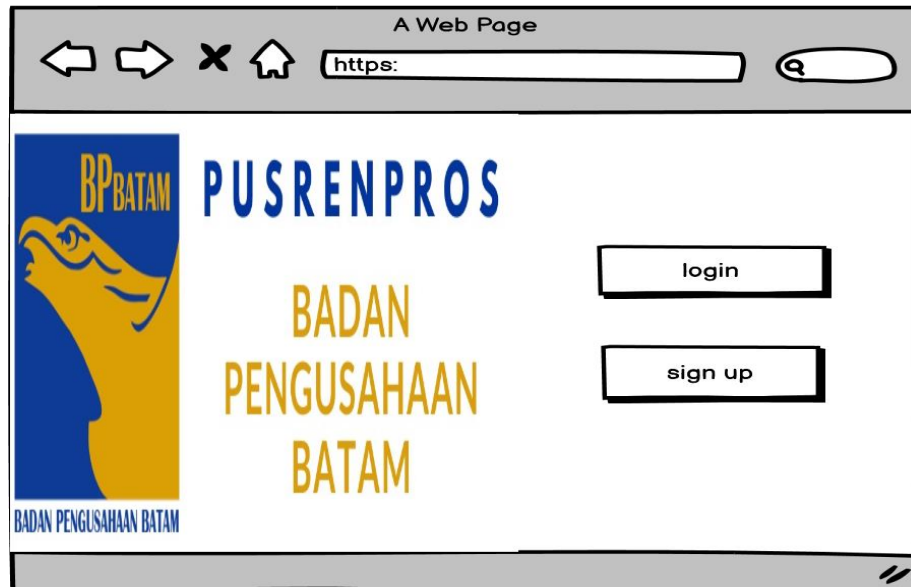 A Web Page
https:
BPBATAM
PUSRENPROS
BADAN
PENGUSAHAAN
BATAM
BADAN PENGUSAHAAN BATAM
login
sign up